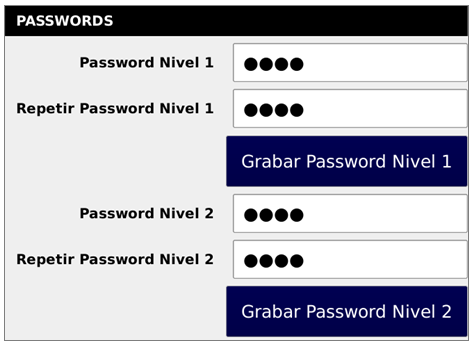 PASSWORDS
Password Nivel 1
●●●●
Repetir Password Nivel 1
●●●●
Grabar Password Nivel 1
Password Nivel 2
●●●●
Repetir Password Nivel 2
●●●●
Grabar Password Nivel 2